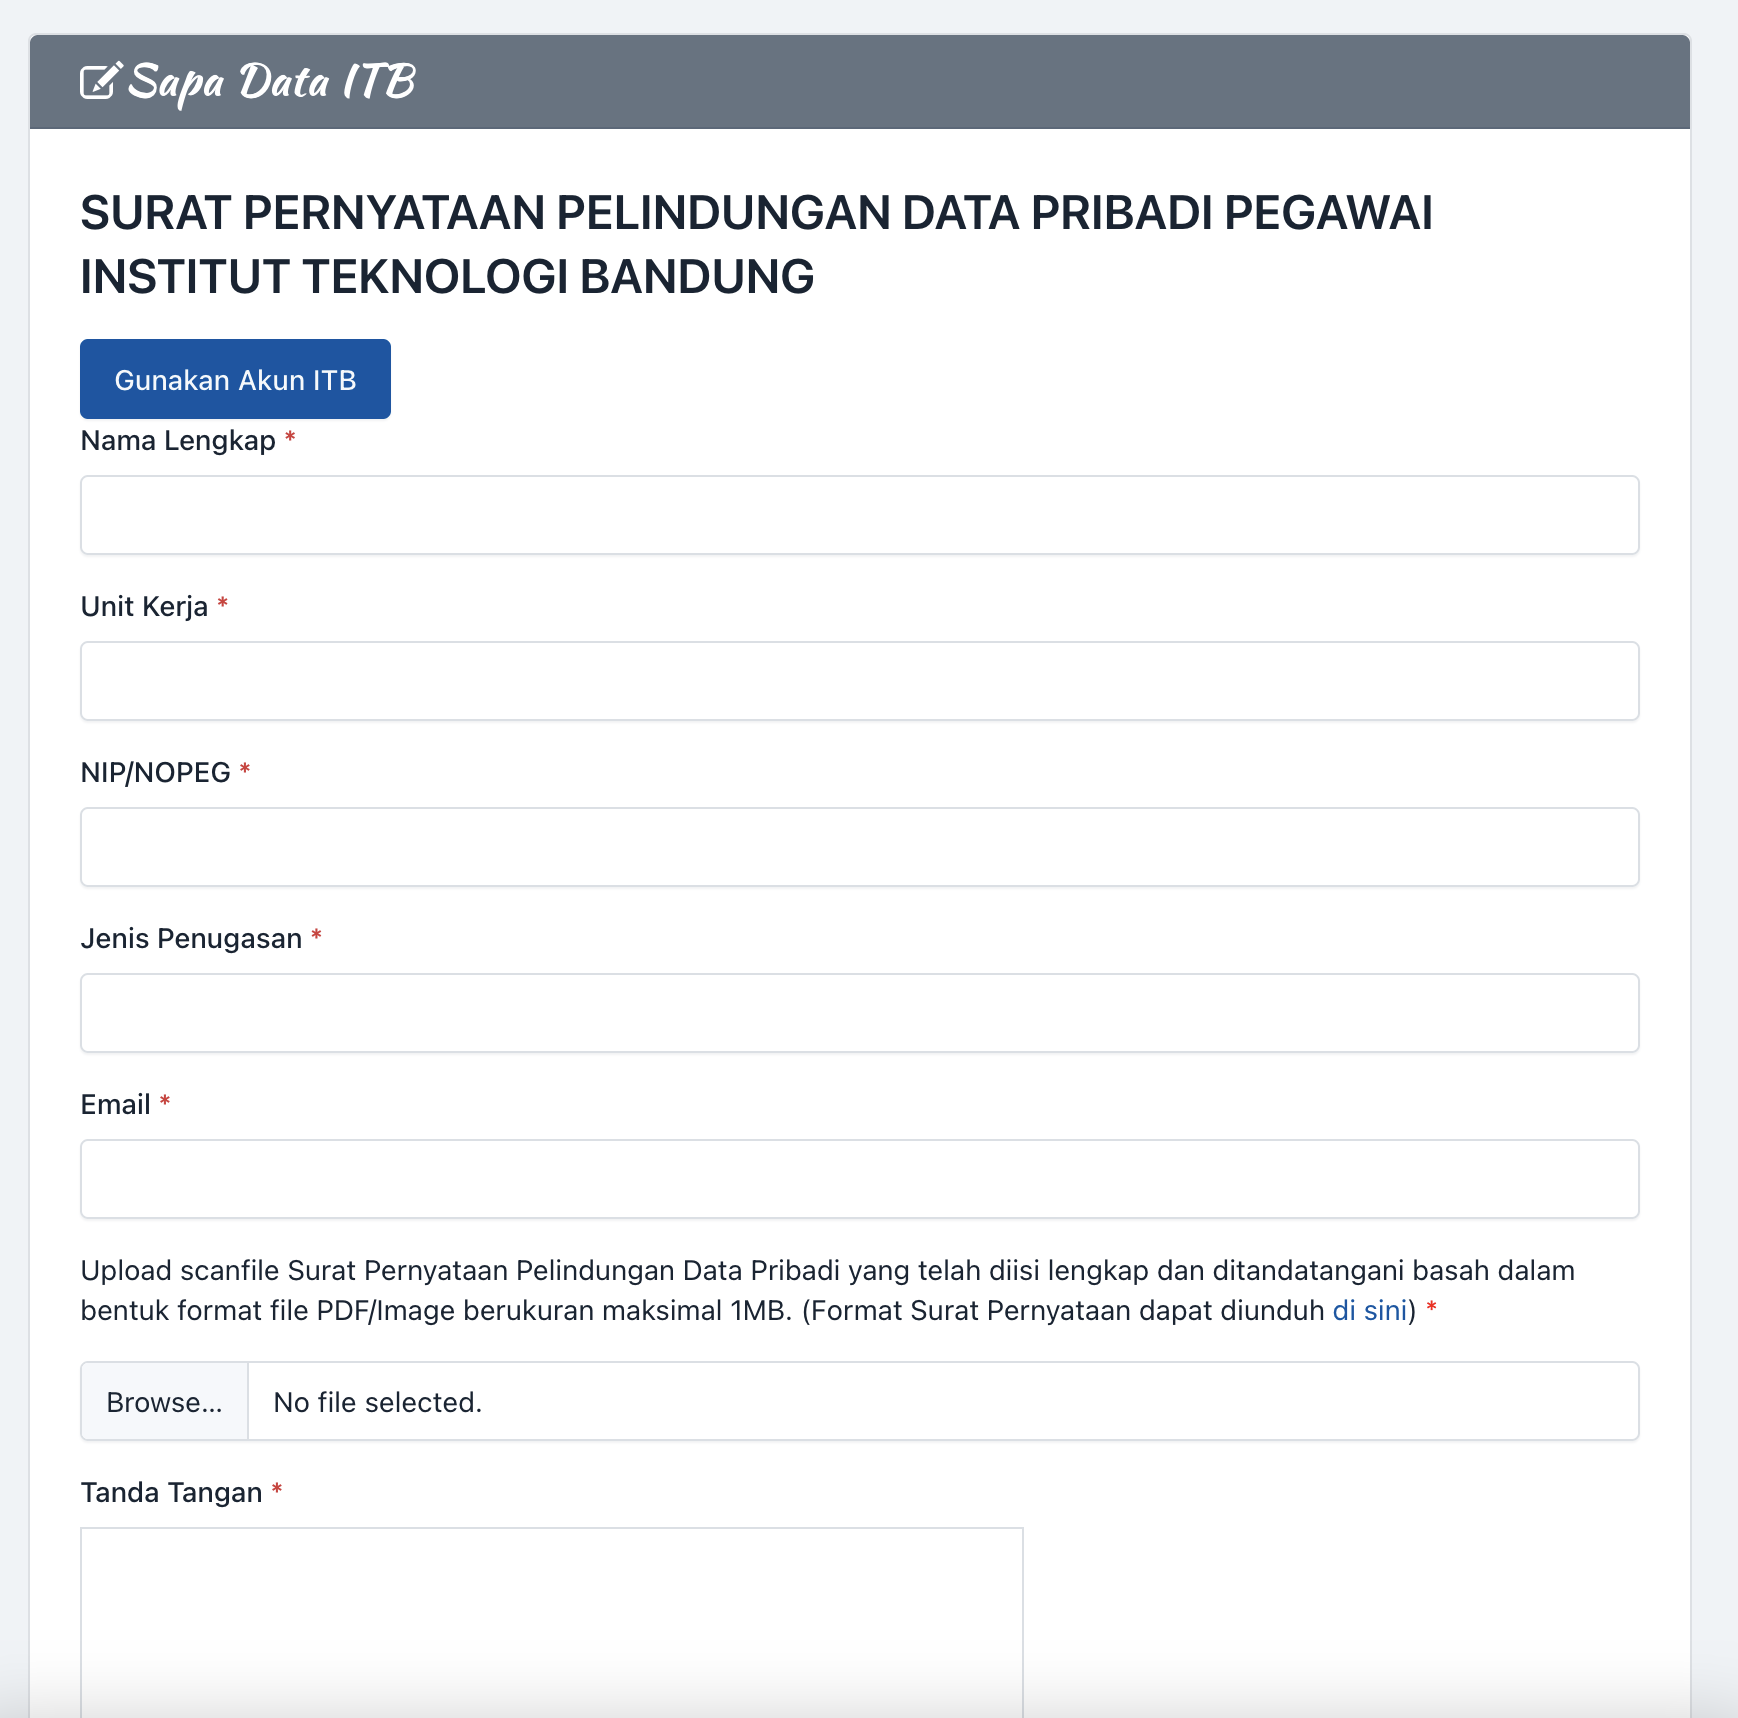 Sapa Data ITB
SURAT PERNYATAAN PELINDUNGAN DATA PRIBADI PEGAWAI
INSTITUT TEKNOLOGI BANDUNG
Gunakan Akun ITB
Nama Lengkap *
Unit Kerja *
NIP/NOPEG *
Jenis Penugasan *
Email *
Upload scanfile Surat Pernyataan Pelindungan Data Pribadi yang telah diisi lengkap dan ditandatangani basah dalam
bentuk format file PDF/Image berukuran maksimal 1MB. (Format Surat Pernyataan dapat diunduh di sini) *
Browse... No file selected.
Tanda Tangan *